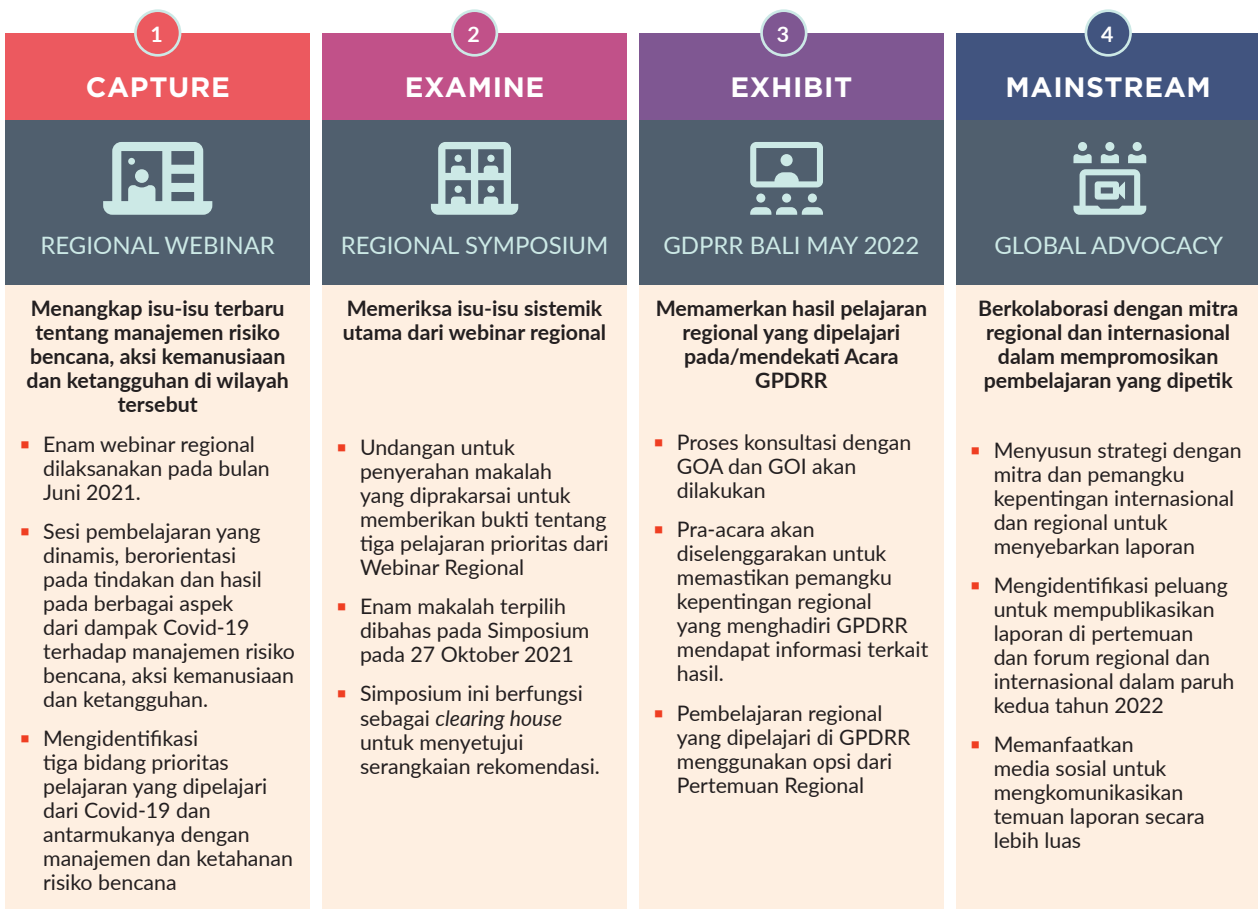 1
CAPTURE
REGIONAL WEBINAR
Menangkap isu-isu terbaru
tentang manajemen risiko
bencana, aksi kemanusiaan
dan ketangguhan di wilayah
tersebut
▪ Enam webinar regional
dilaksanakan pada bulan
Juni 2021.
▪ Sesi pembelajaran yang
dinamis, berorientasi
pada tindakan dan hasil
pada berbagai aspek
dari dampak Covid-19
terhadap manajemen risiko
bencana, aksi kemanusiaan
dan ketangguhan.
▪ Mengidentifikasi
tiga bidang prioritas
pelajaran yang dipelajari
dari Covid-19 dan
antarmukanya dengan
manajemen dan ketahanan
risiko bencana
2
EXAMINE
REGIONAL SYMPOSIUM
Memeriksa isu-isu sistemik
utama dari webinar regional
▪ Undangan untuk
penyerahan makalah
yang diprakarsai untuk
memberikan bukti tentang
tiga pelajaran prioritas dari
Webinar Regional
▪ Enam makalah terpilih
dibahas pada Simposium
pada 27 Oktober 2021
▪ Simposium ini berfungsi
sebagai clearing house
untuk menyetujui
serangkaian rekomendasi.
3
EXHIBIT
GDPRR BALI MAY 2022
Memamerkan hasil pelajaran
regional yang dipelajari
pada/mendekati Acara
GPDRR
▪ Proses konsultasi dengan
GOA dan GOI akan
dilakukan
▪ Pra-acara akan
diselenggarakan untuk
memastikan pemangku
kepentingan regional
yang menghadiri GPDRR
mendapat informasi terkait
hasil.
▪ Pembelajaran regional
yang dipelajari di GPDRR
menggunakan opsi dari
Pertemuan Regional
4
MAINSTREAM
GLOBAL ADVOCACY
Berkolaborasi dengan mitra
regional dan internasional
dalam mempromosikan
pembelajaran yang dipetik
▪ Menyusun strategi dengan
mitra dan pemangku
kepentingan internasional
dan regional untuk
menyebarkan laporan
▪ Mengidentifikasi peluang
untuk mempublikasikan
laporan di pertemuan
dan forum regional dan
internasional dalam paruh
kedua tahun 2022
▪ Memanfaatkan
media sosial untuk
mengkomunikasikan
temuan laporan secara
lebih luas